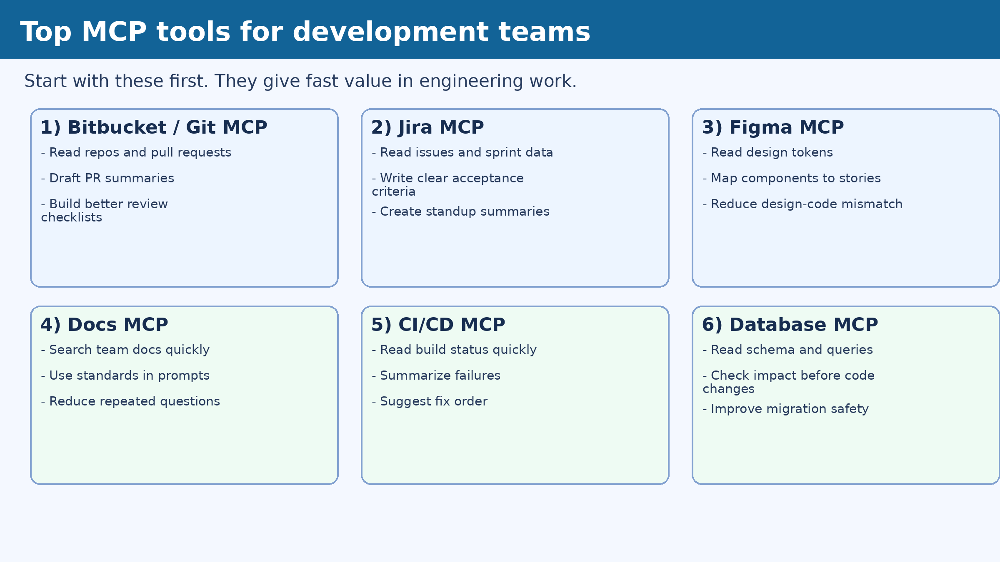 Top MCP tools for development teams
Start with these first. They give fast value in engineering work.
1) Bitbucket / Git MCP
- Read repos and pull requests
- Draft PR summaries
- Build better review
checklists
2) Jira MCP
- Read issues and sprint data
- Write clear acceptance
criteria
- Create standup summaries
3) Figma MCP
- Read design tokens
- Map components to stories
- Reduce design-code mismatch
4) Docs MCP
- Search team docs quickly
- Use standards in prompts
- Reduce repeated questions
5) CI/CD MCP
- Read build status quickly
- Summarize failures
- Suggest fix order
6) Database MCP
- Read schema and queries
- Check impact before code
changes
- Improve migration safety